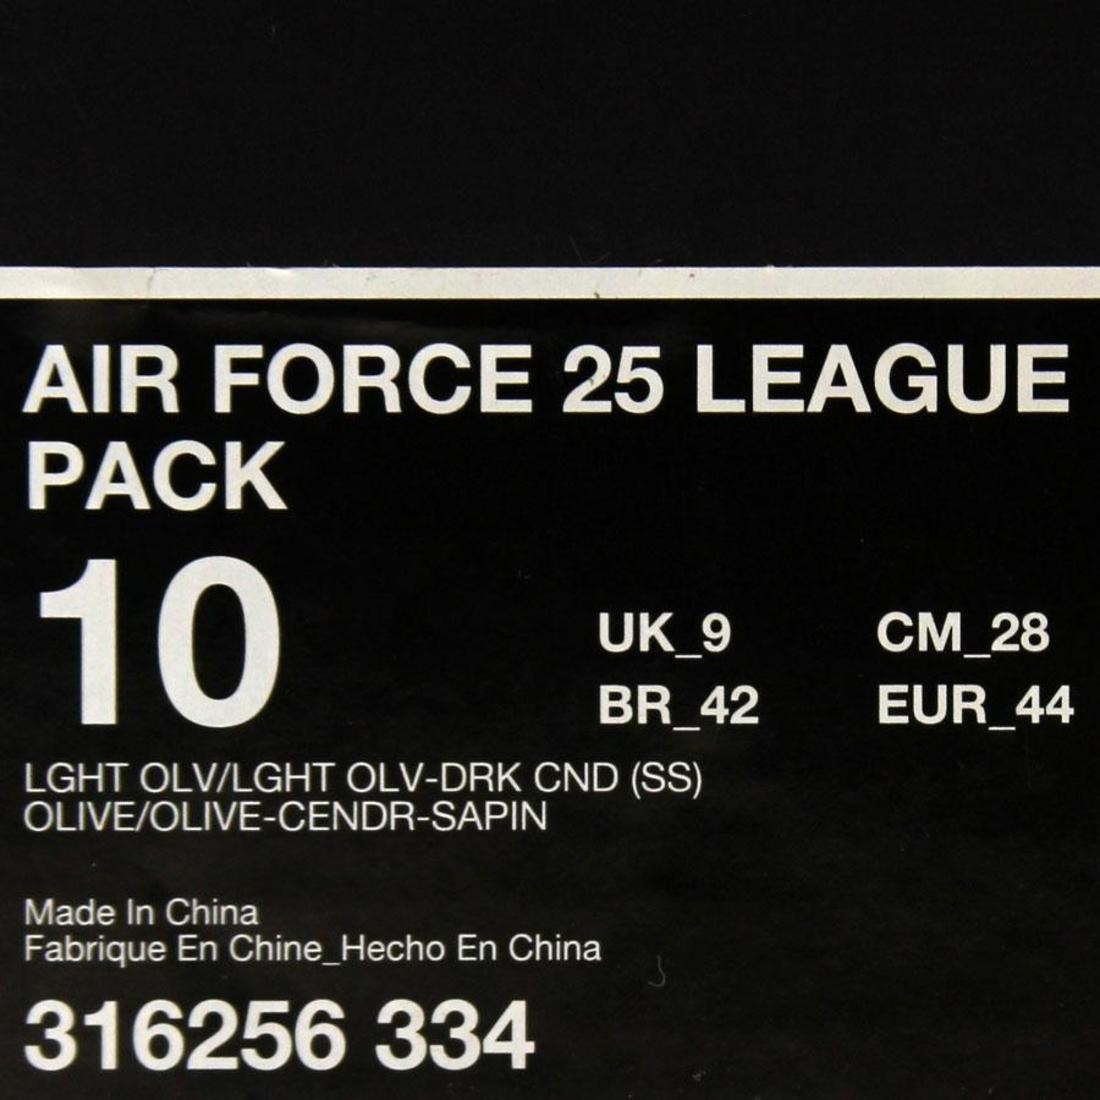 AIR FORCE 25 LEAGUE
PACK
10
UK_9 CM_28
BR_42 EUR_44
LGHT OLV/LGHT OLV-DRK CND (SS)
OLIVE/OLIVE-CENDR-SAPIN
Made In China
Fabrique En Chine_Hecho En China
316256 334